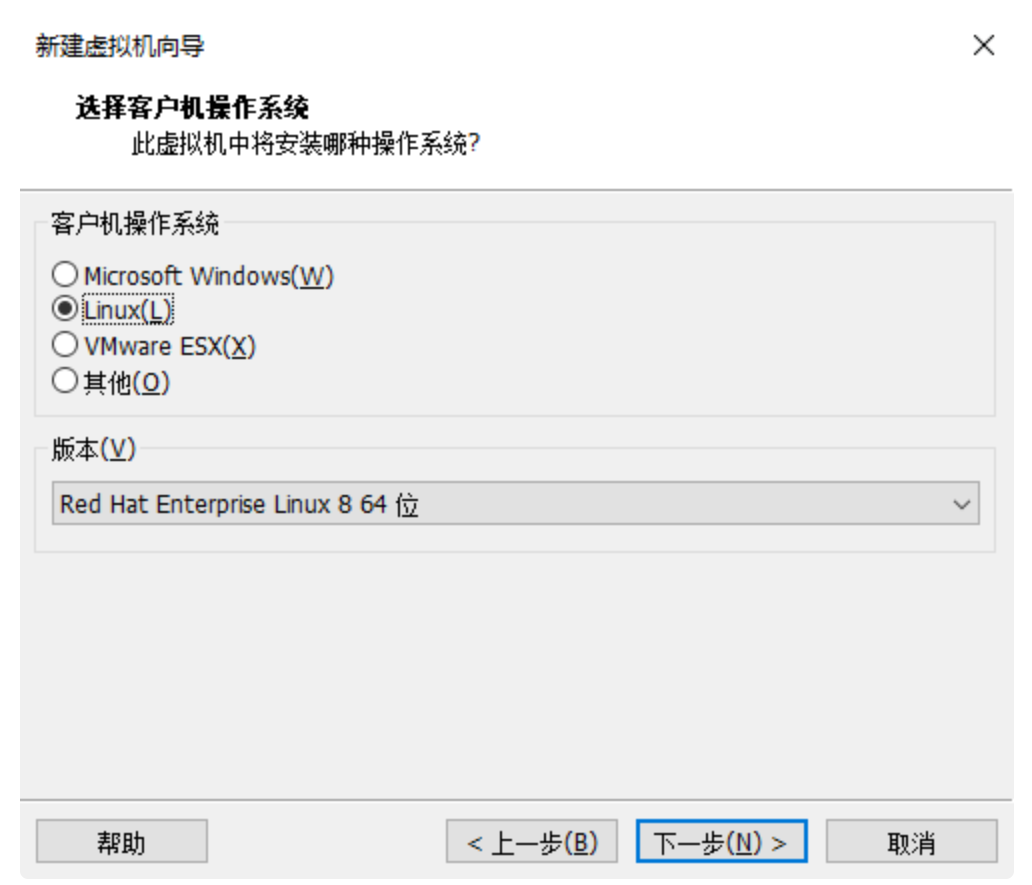 新建虚拟机向导
选择客户机操作系统
此虚拟机中将安装哪种操作系统?
客户机操作系统
Microsoft Windows(W)
Linux(L)
VMware ESX(X)
其他(O)
版本(V)
Red Hat Enterprise Linux 8 64 位
帮助
< 上一步(B)
下一步(N) >
取消